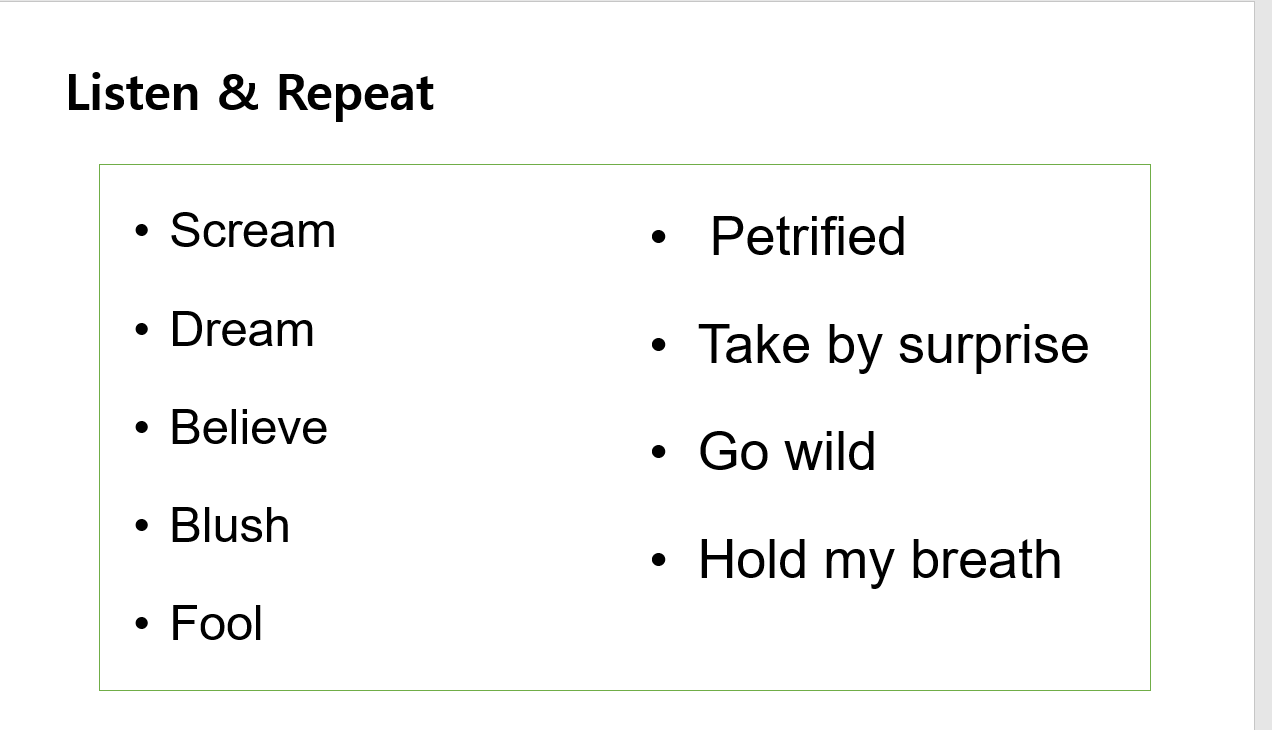 Listen & Repeat
• Scream
• Dream
• Believe
• Blush
• Fool
• Petrified
• Take by surprise
• Go wild
• Hold my breath